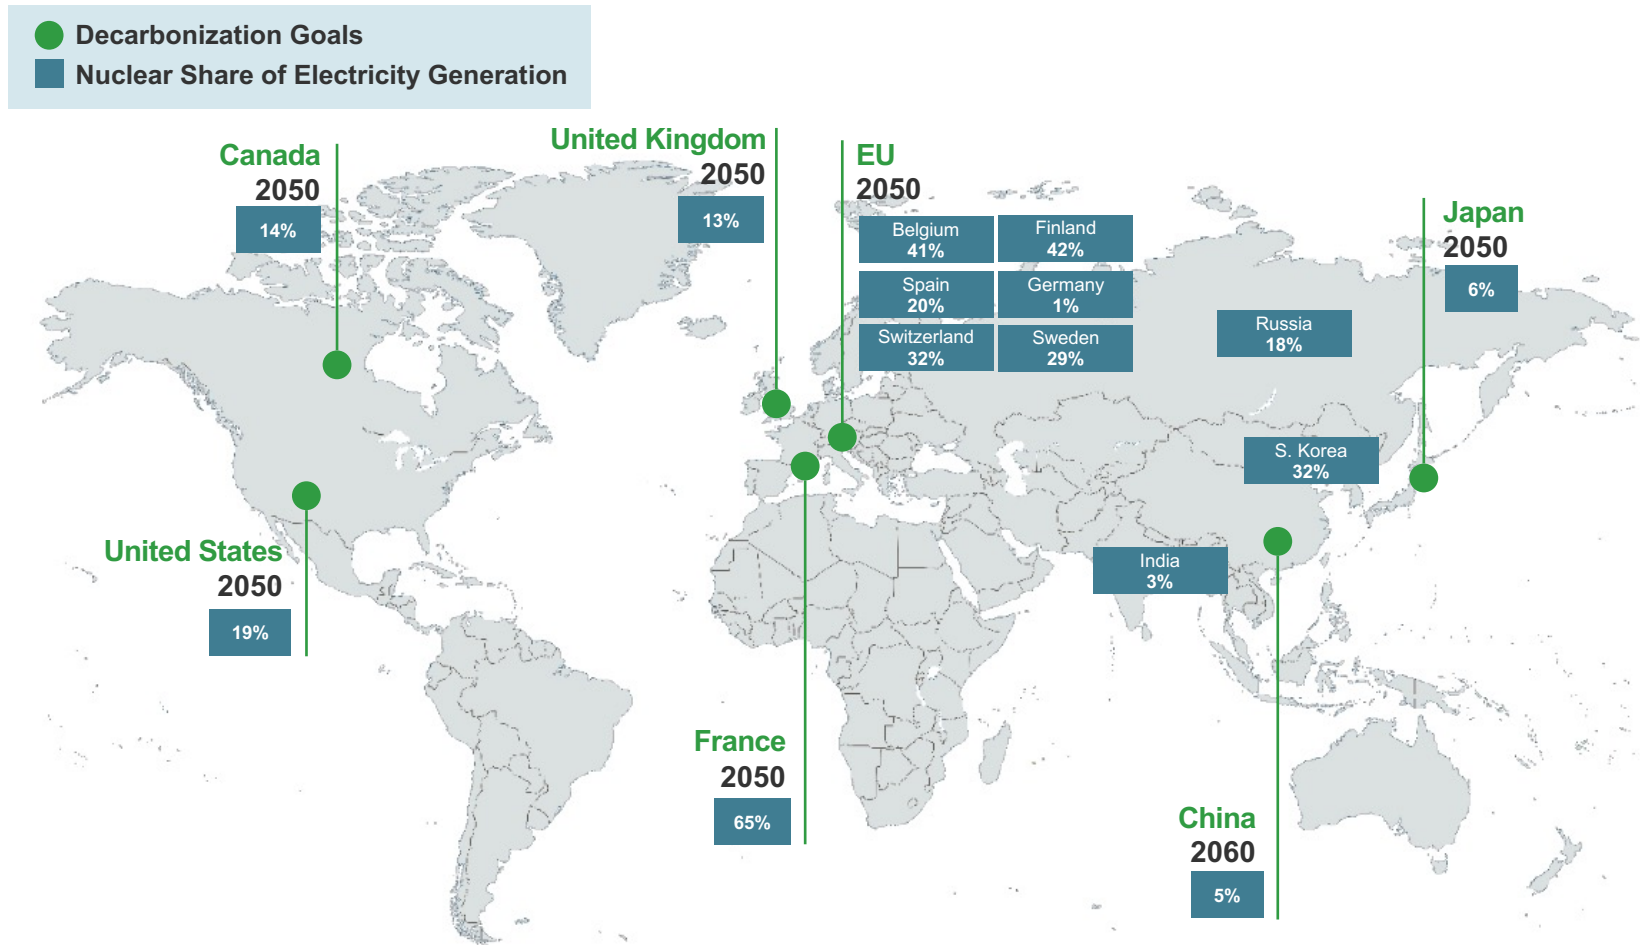 Decarbonization Goals
Nuclear Share of Electricity Generation
Canada
2050
14%
United Kingdom
2050
13%
EU
2050
Belgium
41%
Finland
42%
Spain
20%
Germany
1%
Switzerland
32%
Sweden
29%
Russia
18%
Japan
2050
6%
S. Korea
32%
India
3%
United States
2050
19%
France
2050
65%
China
2060
5%